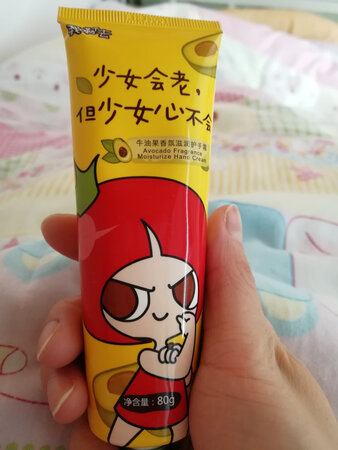 少女会老，
但少女心不会
牛油果香氛滋润护手霜
Avocado Fragrance
Moisturize Hand Cream
净含量：80g